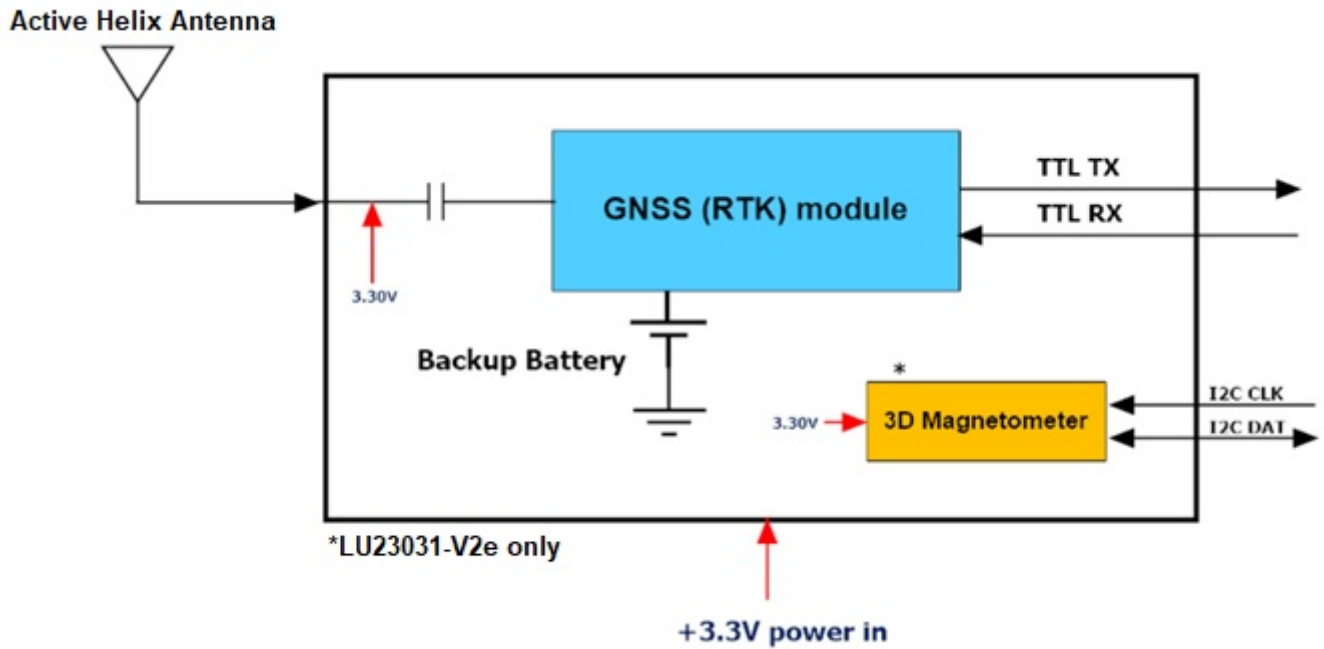 Active Helix Antenna
TTL TX
GNSS (RTK) module
TTL RX
3.30V
Backup Battery
*
I2C CLK
3.30V
3D Magnetometer
I2C DAT
*LU23031-V2e only
+3.3V power in